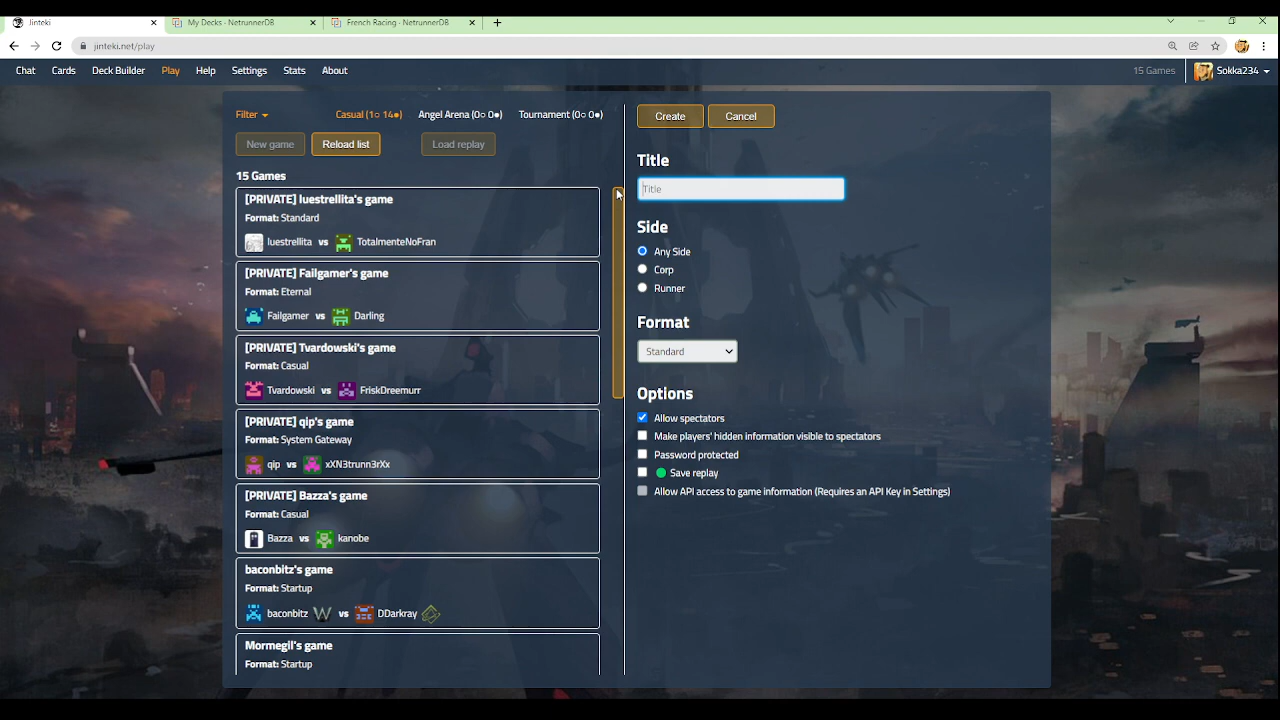 Jinteki
My Decks · NetrunnerDB
French Racing · NetrunnerDB
jinteki.net/play
Chat
Cards
Deck Builder
Play
Help
Settings
Stats
About
15 Games
Sokka234
Filter
Casual (1○ 14●)
Angel Arena (0○ 0●)
Tournament (0○ 0●)
New game
Reload list
Load replay
15 Games
[PRIVATE] luestrellita's game
Format: Standard
luestrellita vs TotalmenteNoFran
[PRIVATE] Failgamer's game
Format: Eternal
Failgamer vs Darling
[PRIVATE] Tvardowski's game
Format: Casual
Tvardowski vs FriskDreemurr
[PRIVATE] qip's game
Format: System Gateway
qip vs xXN3trunn3rXx
[PRIVATE] Bazza's game
Format: Casual
Bazza vs kanobe
baconbitz's game
Format: Startup
baconbitz vs DDarkray
Mormegil's game
Format: Startup
Create
Cancel
Title
Title
Side
Any Side
Corp
Runner
Format
Standard
Options
Allow spectators
Make players' hidden information visible to spectators
Password protected
Save replay
Allow API access to game information (Requires an API Key in Settings)